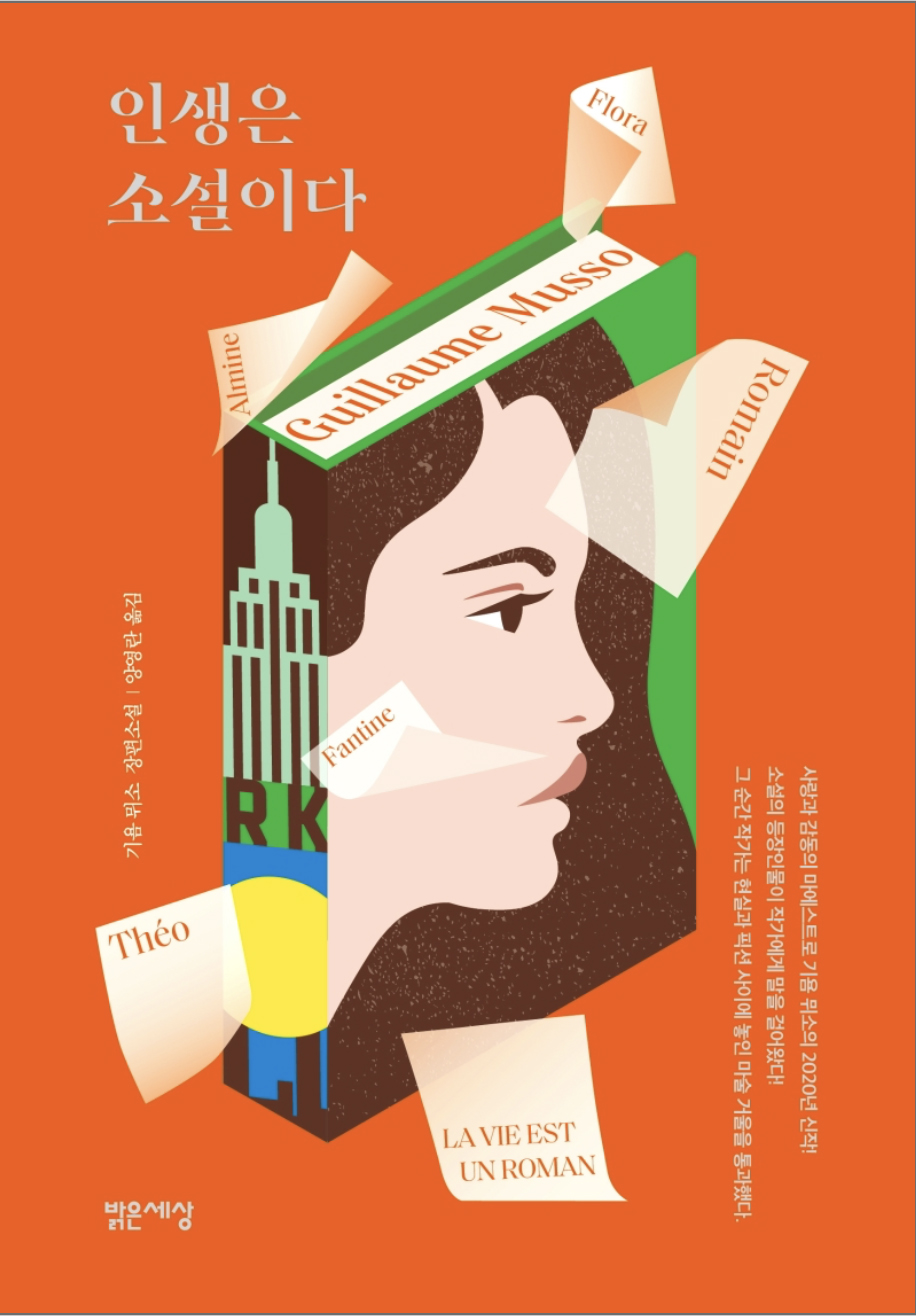 인생은
소설이다
Flora
Guillaume Musso
Almine
Romain
기욤 뮈소 장편소설 | 양영란 옮김
Fantine
RK
사랑과 감동의 마에스트로 기욤 뮈소의 2020년 신작!
소설의 등장인물이 작가에게 말을 걸어왔다!
그 순간 작가는 현실과 픽션 사이에 놓인 마술 거울을 통과했다.
Théo
LA VIE EST
UN ROMAN
밝은세상